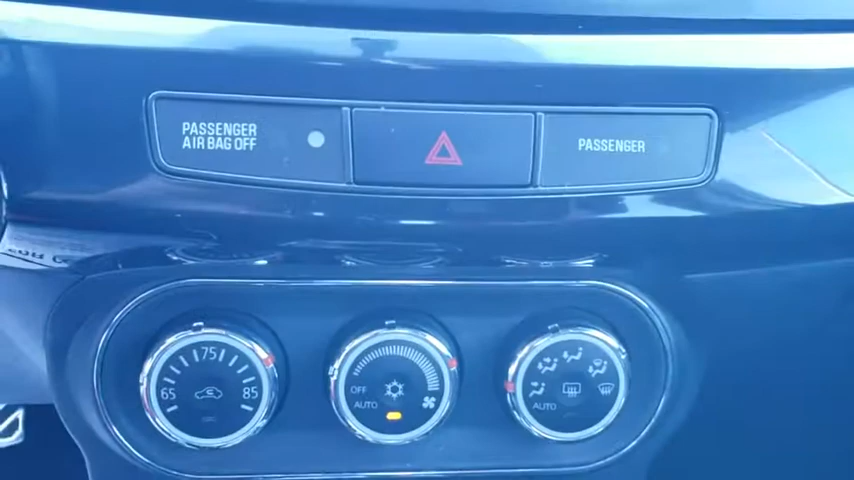 PASSENGER
AIR BAG OFF
PASSENGER
65 75 85
OFF
AUTO
AUTO